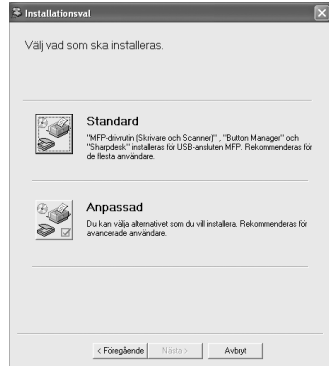 Installationsval
Välj vad som ska installeras.
Standard
"MFP-drivrutin (Skrivare och Scanner)" , "Button Manager" och
"Sharpdesk" installeras för USB-ansluten MFP. Rekommenderas för
de flesta användare.
Anpassad
Du kan välja alternativet som du vill installera. Rekommenderas för
avancerade användare.
< Föregående
Nästa >
Avbryt